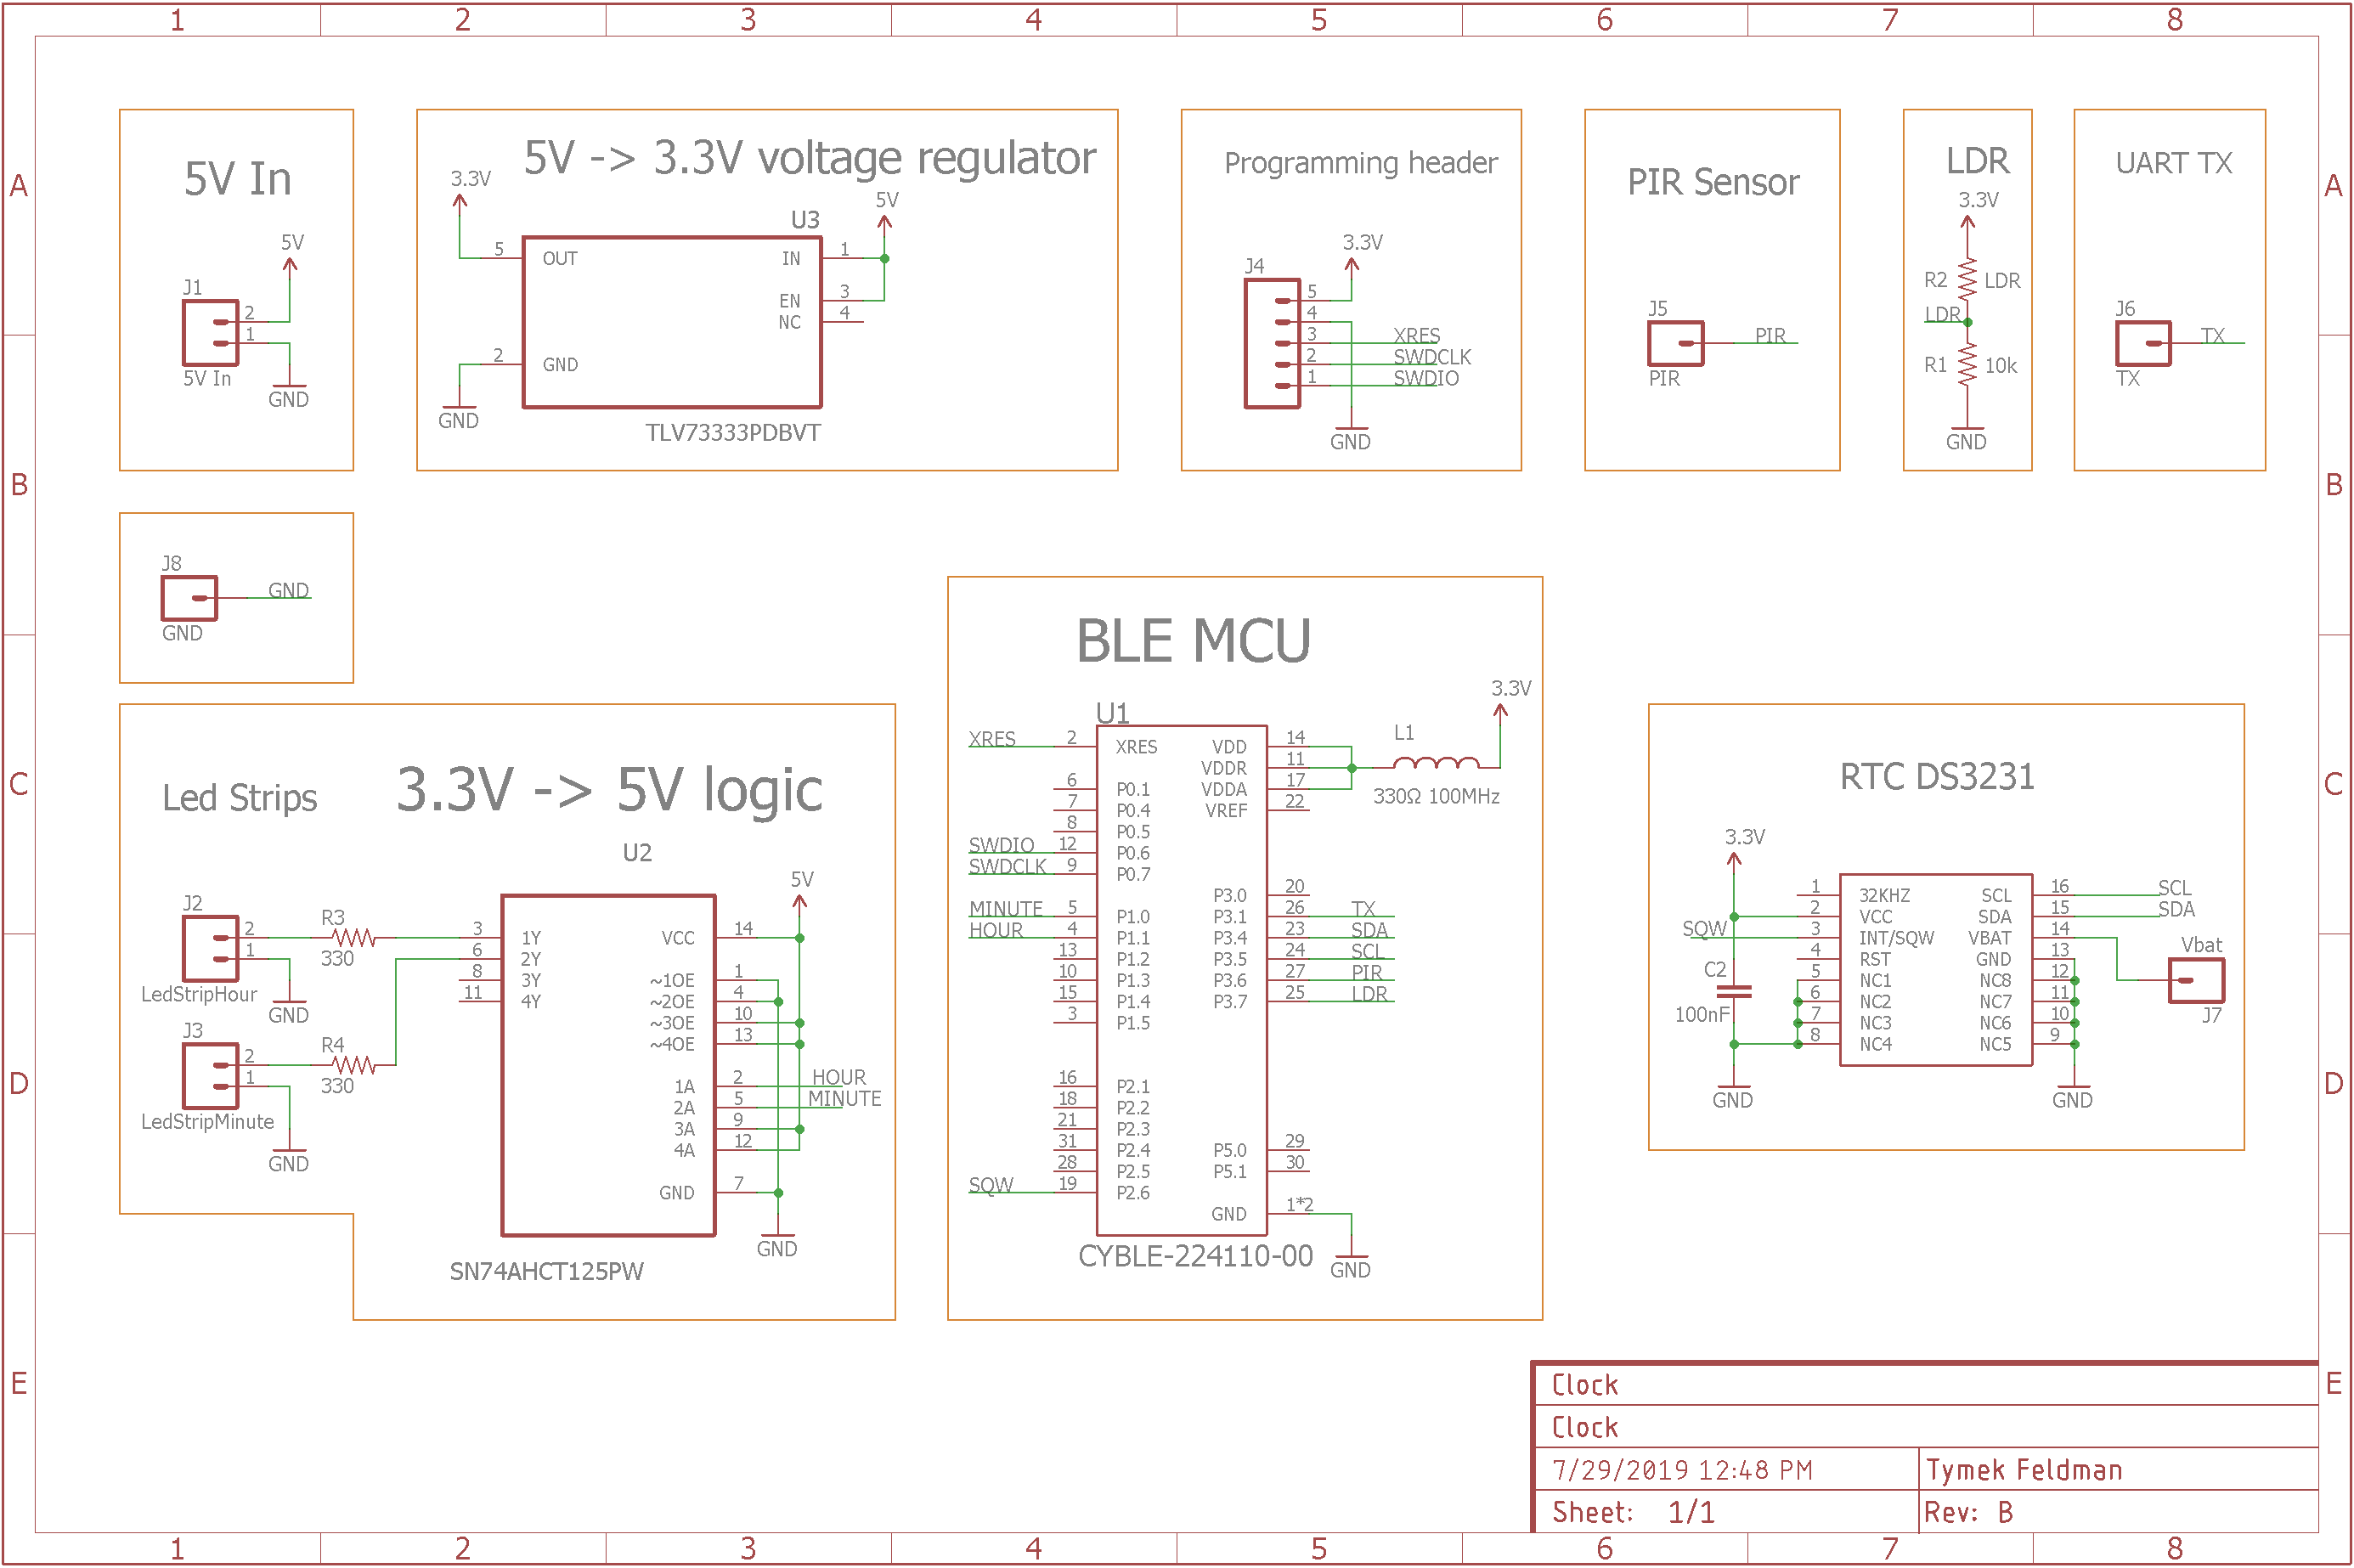 1 2 3 4 5 6 7 8
A A
B B
C C
D D
E E
5V In
5V
J1
2
1
5V In
GND
5V -> 3.3V voltage regulator
3.3V
U3
5V
5 OUT IN 1
EN 3
NC 4
2 GND
GND
TLV73333PDBVT
Programming header
3.3V
J4
5
4
3 XRES
2 SWDCLK
1 SWDIO
GND
PIR Sensor
J5
PIR
PIR
LDR
3.3V
R2 LDR
LDR
R1 10k
GND
UART TX
J6
TX
TX
J8
GND
GND
Led Strips
3.3V -> 5V logic
U2
5V
J2
2
1
R3
330
LedStripHour
GND
J3
2
1
R4
330
LedStripMinute
GND
3 1Y VCC 14
6 2Y
8 3Y ~1OE 1
11 4Y ~2OE 4
~3OE 10
~4OE 13
1A 2 HOUR
2A 5 MINUTE
3A 9
4A 12
GND 7
GND
SN74AHCT125PW
BLE MCU
3.3V
U1
L1
330Ω 100MHz
XRES 2 XRES VDD 14
VDDR 11
6 P0.1 VDDA 17
7 P0.4 VREF 22
8 P0.5
SWDIO 12 P0.6
SWDCLK 9 P0.7
P3.0 20
MINUTE 5 P1.0 P3.1 26 TX
HOUR 4 P1.1 P3.4 23 SDA
13 P1.2 P3.5 24 SCL
10 P1.3 P3.6 27 PIR
15 P1.4 P3.7 25 LDR
3 P1.5
16 P2.1
18 P2.2
21 P2.3
31 P2.4 P5.0 29
28 P2.5 P5.1 30
SQW 19 P2.6
GND 1*2
GND
CYBLE-224110-00
RTC DS3231
3.3V
1 32KHZ SCL 16 SCL
2 VCC SDA 15 SDA
SQW 3 INT/SQW VBAT 14
4 RST GND 13
5 NC1 NC8 12
6 NC2 NC7 11
7 NC3 NC6 10
8 NC4 NC5 9
C2
100nF
GND
GND
Vbat
J7
Clock
Clock
7/29/2019 12:48 PM
Tymek Feldman
Sheet: 1/1
Rev: B
1 2 3 4 5 6 7 8